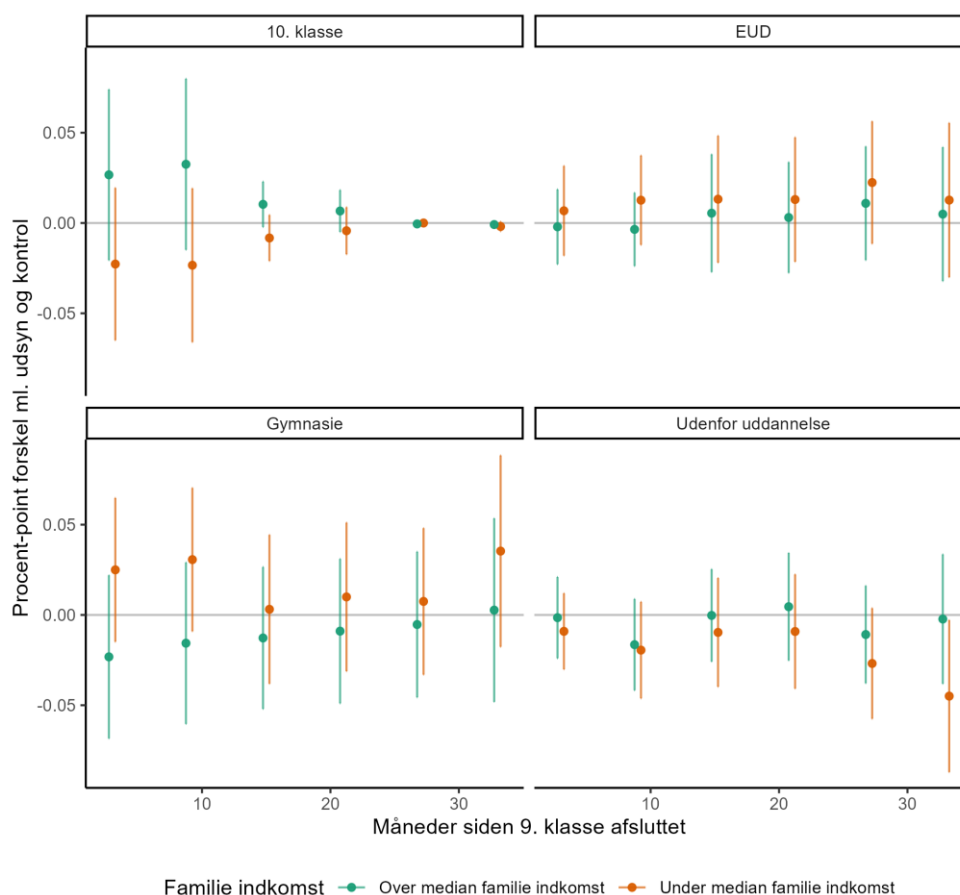 10. klasse
EUD
0.05
0.00
-0.05
Gymnasie
Udenfor uddannelse
0.05
0.00
-0.05
10
20
30
10
20
30
Procent-point forskel ml. udsyn og kontrol
Måneder siden 9. klasse afsluttet
Familie indkomst
Over median familie indkomst
Under median familie indkomst